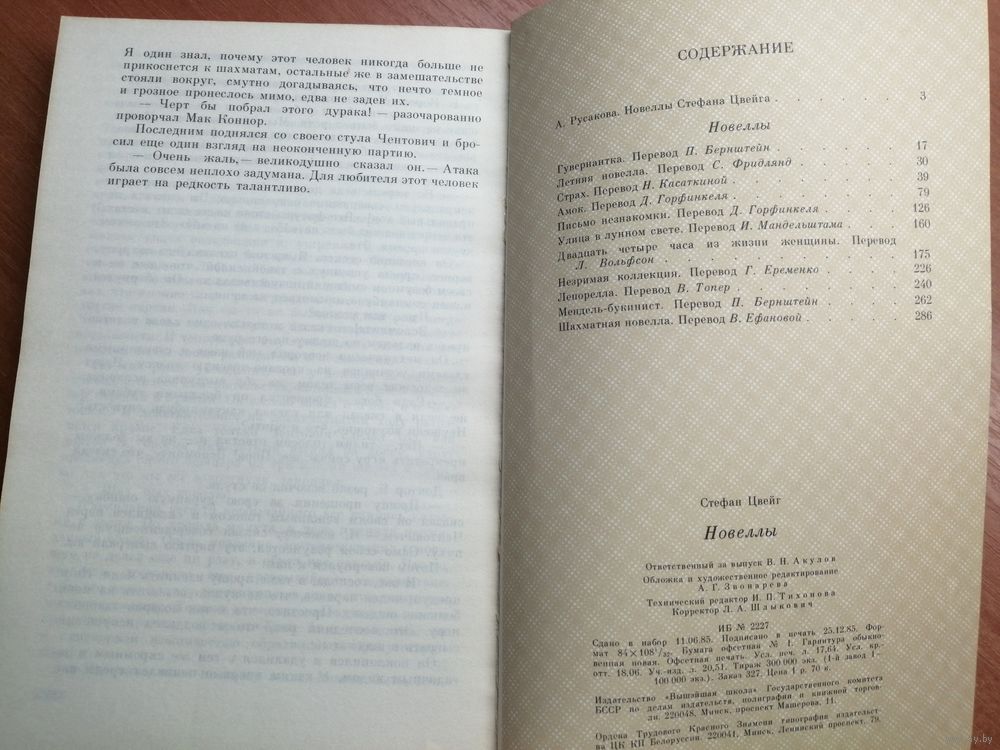 Я один знал, почему этот человек никогда больше не
прикоснется к шахматам, остальные же в замешательстве
стояли вокруг, смутно догадываясь, что нечто темное
и грозное пронеслось мимо, едва не задев их.
— Черт бы побрал этого дурака! — разочарованно
проворчал Мак Коннор.
Последним поднялся со своего стула Чентович и бро-
сил еще один взгляд на неоконченную партию.
— Очень жаль,— великодушно сказал он.— Атака
была совсем неплохо задумана. Для любителя этот человек
играет на редкость талантливо.
СОДЕРЖАНИЕ
А. Русакова. Новеллы Стефана Цвейга . . . . . . . . 3
Новеллы
Гувернантка. Перевод П. Бернштейн . . . . . . . 17
Летняя новелла. Перевод С. Фридлянд . . . . . . 30
Страх. Перевод Н. Касаткиной . . . . . . . . 39
Амок. Перевод Д. Горфинкеля . . . . . . . . 79
Письмо незнакомки. Перевод Д. Горфинкеля . . . . . 126
Улица в лунном свете. Перевод И. Мандельштама . . . . 160
Двадцать четыре часа из жизни женщины. Перевод
Л. Вольфсон . . . . . . . . . . . 175
Незримая коллекция. Перевод Г. Еременко . . . . . 226
Лепорелла. Перевод В. Топер . . . . . . . . 240
Мендель-букинист. Перевод П. Бернштейн . . . . . 262
Шахматная новелла. Перевод В. Ефановой . . . . . . 286
Стефан Цвейг
Новеллы
Ответственный за выпуск В. Н. Акулов
Обложка и художественное редактирование
А. Г. Звонарева
Технический редактор И. П. Тихонова
Корректор Л. А. Шлыкович
ИБ № 2227
Сдано в набор 11.06.85. Подписано в печать 25.12.85. Фор-
мат 84×108 1/32. Бумага офсетная № 1. Гарнитура обыкно-
венная новая. Офсетная печать. Усл. печ. л. 17,64. Усл. кр.-
отт. 18,06. Уч.-изд. л. 20,51. Тираж 300 000 экз. (1-й завод 1—
100 000 экз.). Заказ 327. Цена 1 р. 70 к.
Издательство «Вышэйшая школа» Государственного комитета
БССР по делам издательств, полиграфии и книжной торгов-
ли. 220048, Минск, проспект Машерова, 11.
Ордена Трудового Красного Знамени типография издательст-
ва ЦК КП Белоруссии. 220041, Минск, Ленинский проспект, 79.